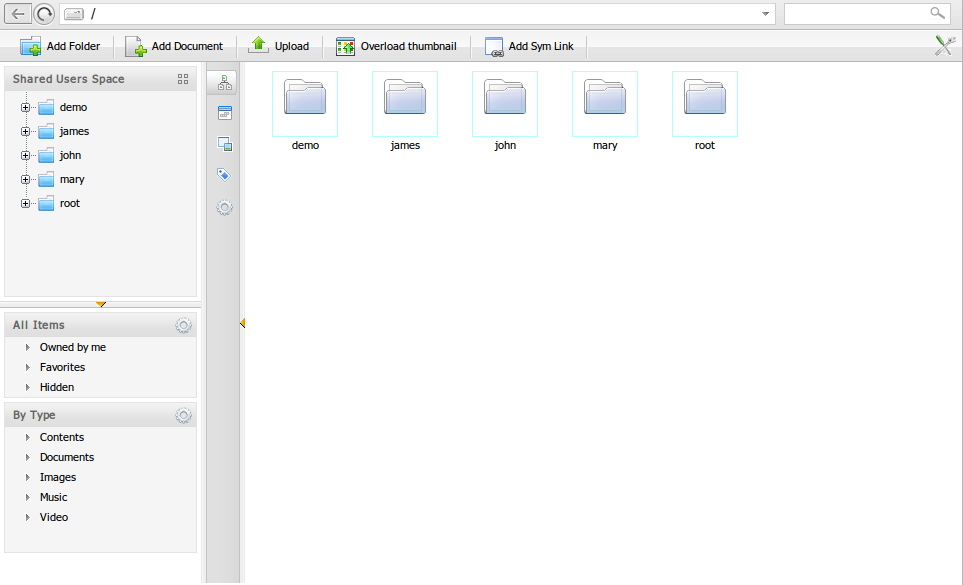 /
Add Folder
Add Document
Upload
Overload thumbnail
Add Sym Link
Shared Users Space
demo
james
john
mary
root
All Items
Owned by me
Favorites
Hidden
By Type
Contents
Documents
Images
Music
Video
demo
james
john
mary
root